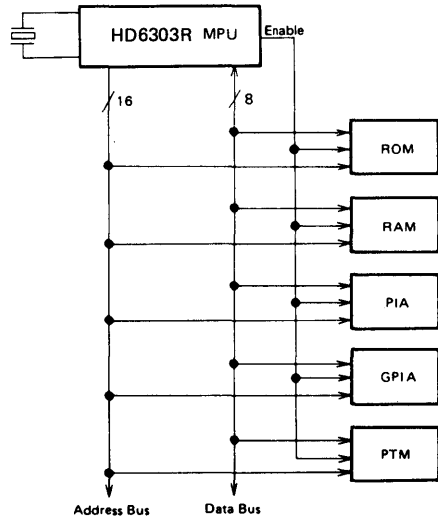 HD6303R MPU
Enable
16
8
ROM
RAM
PIA
GPIA
PTM
Address Bus
Data Bus